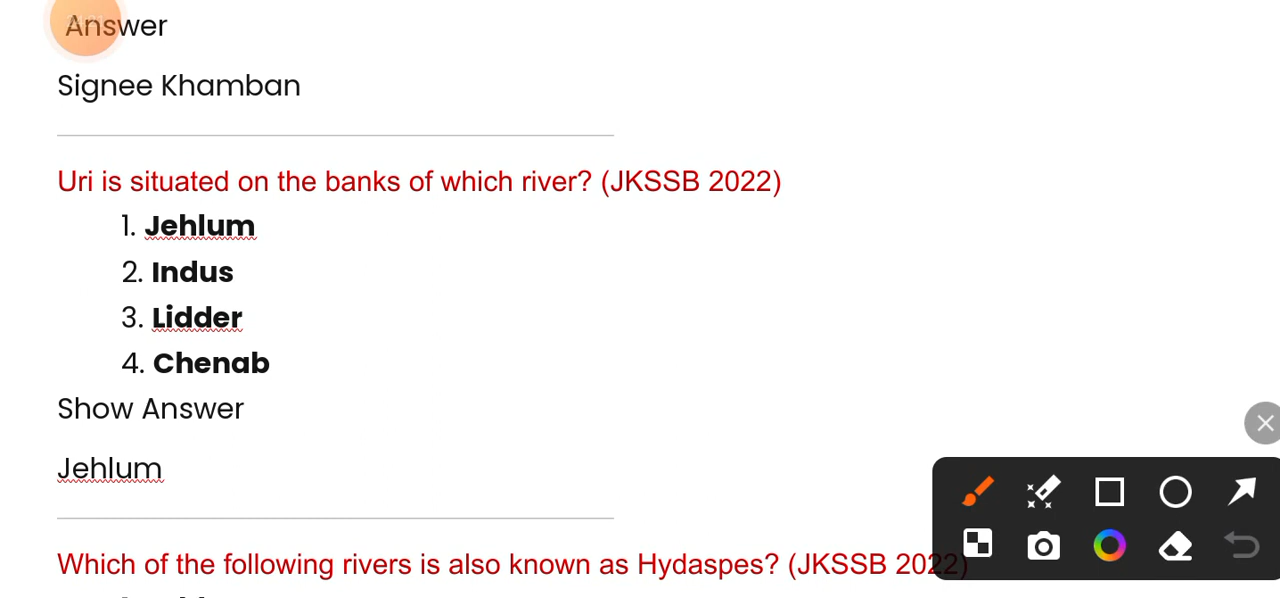 Answer
Signee Khamban
Uri is situated on the banks of which river? (JKSSB 2022)
1. Jehlum
2. Indus
3. Lidder
4. Chenab
Show Answer
Jehlum
Which of the following rivers is also known as Hydaspes? (JKSSB 2022)